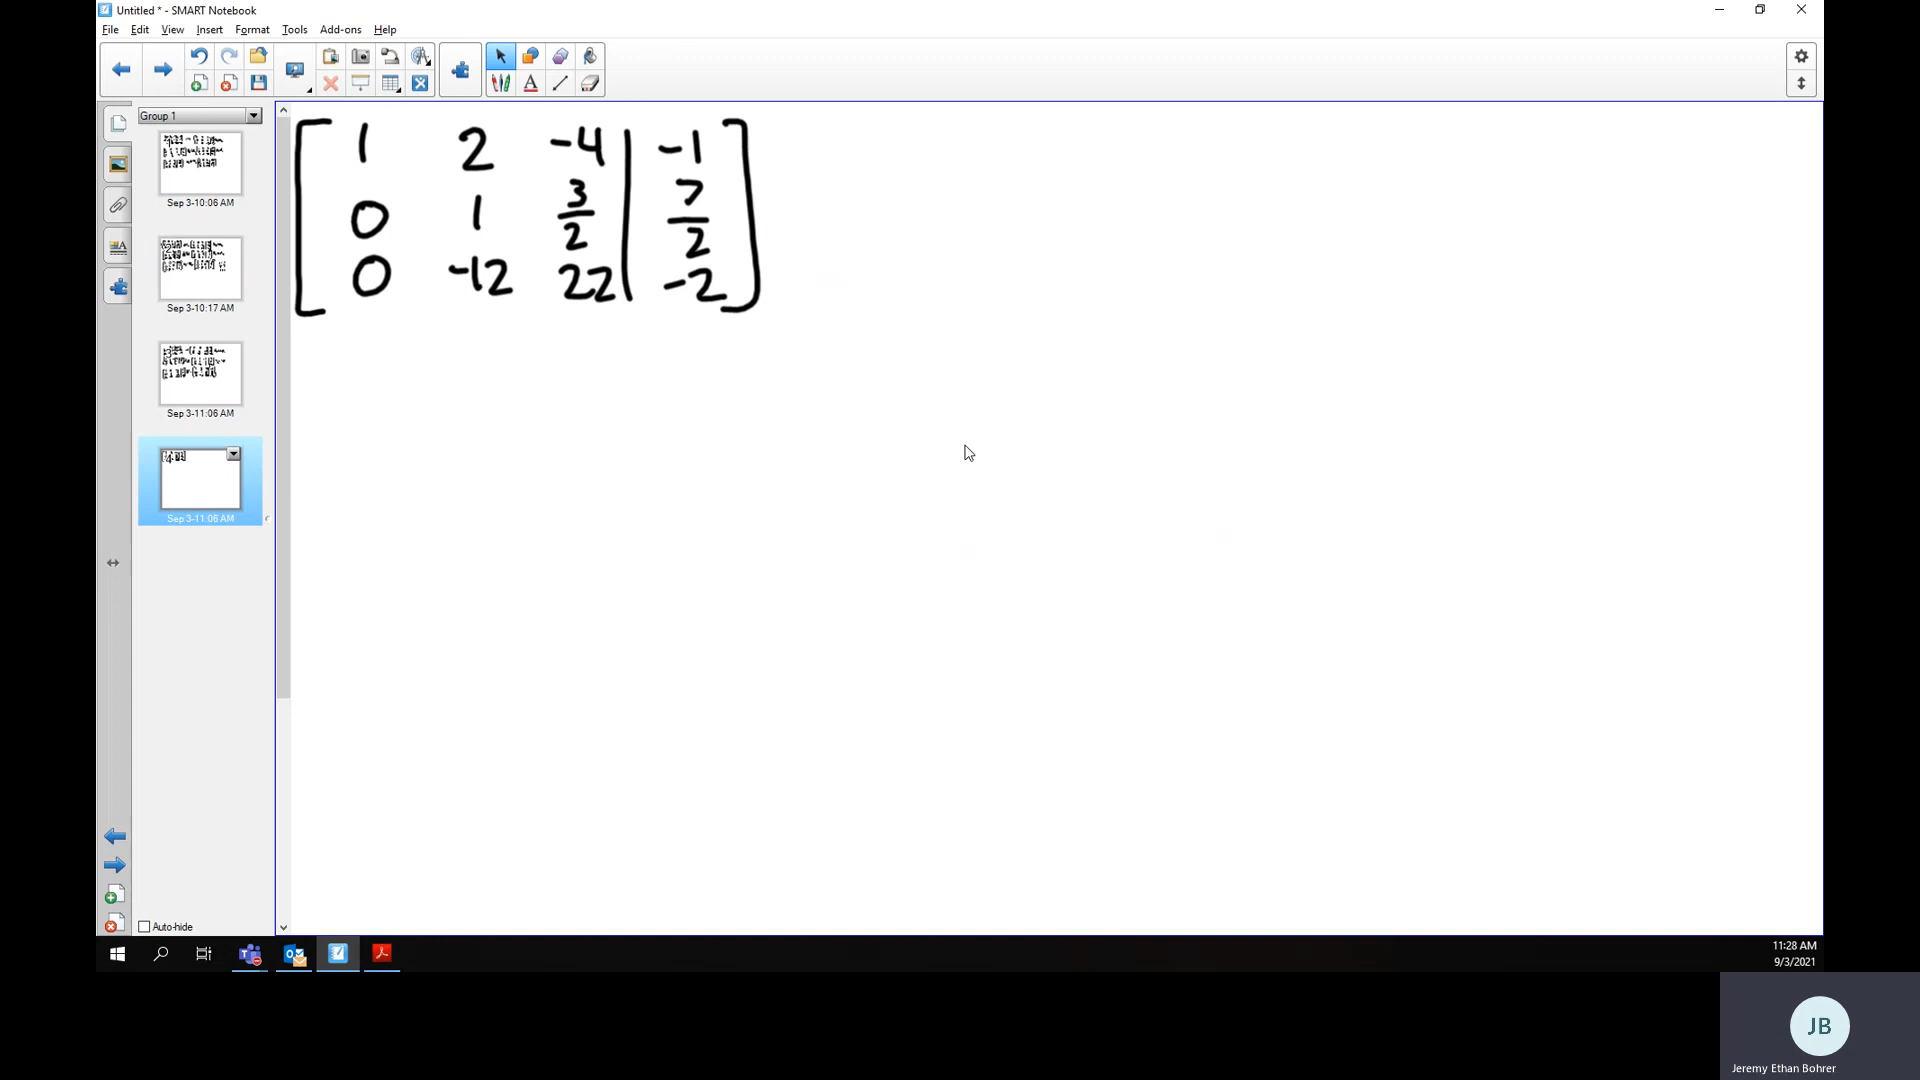 Untitled * - SMART Notebook
File Edit View Insert Format Tools Add-ons Help
Group 1
Sep 3-10:06 AM
Sep 3-10:17 AM
Sep 3-11:06 AM
Sep 3-11:06 AM
1 2 -4 | -1
0 1 3/2 | 7/2
0 -12 22 | -2
Auto-hide
11:28 AM
9/3/2021
JB
Jeremy Ethan Bohrer